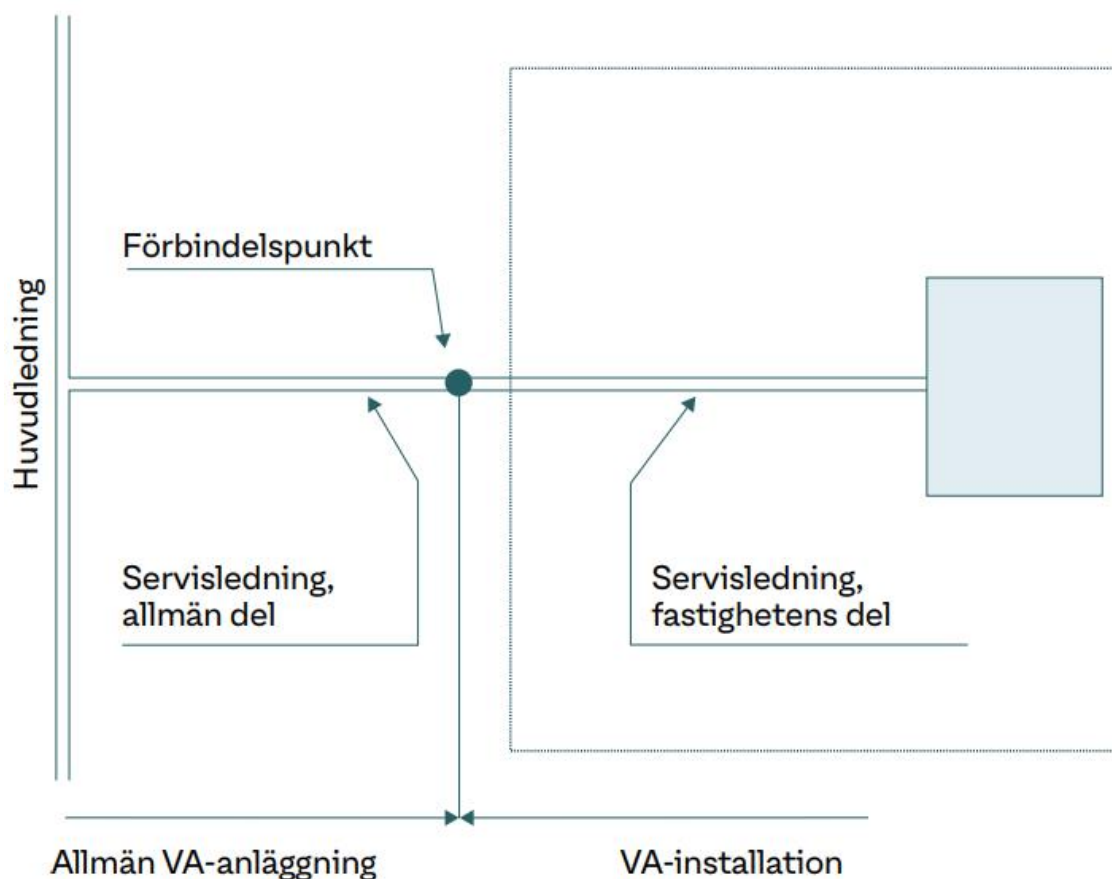 Förbindelspunkt
Huvudledning
Servisledning,
allmän del
Servisledning,
fastighetens del
Allmän VA-anläggning
VA-installation